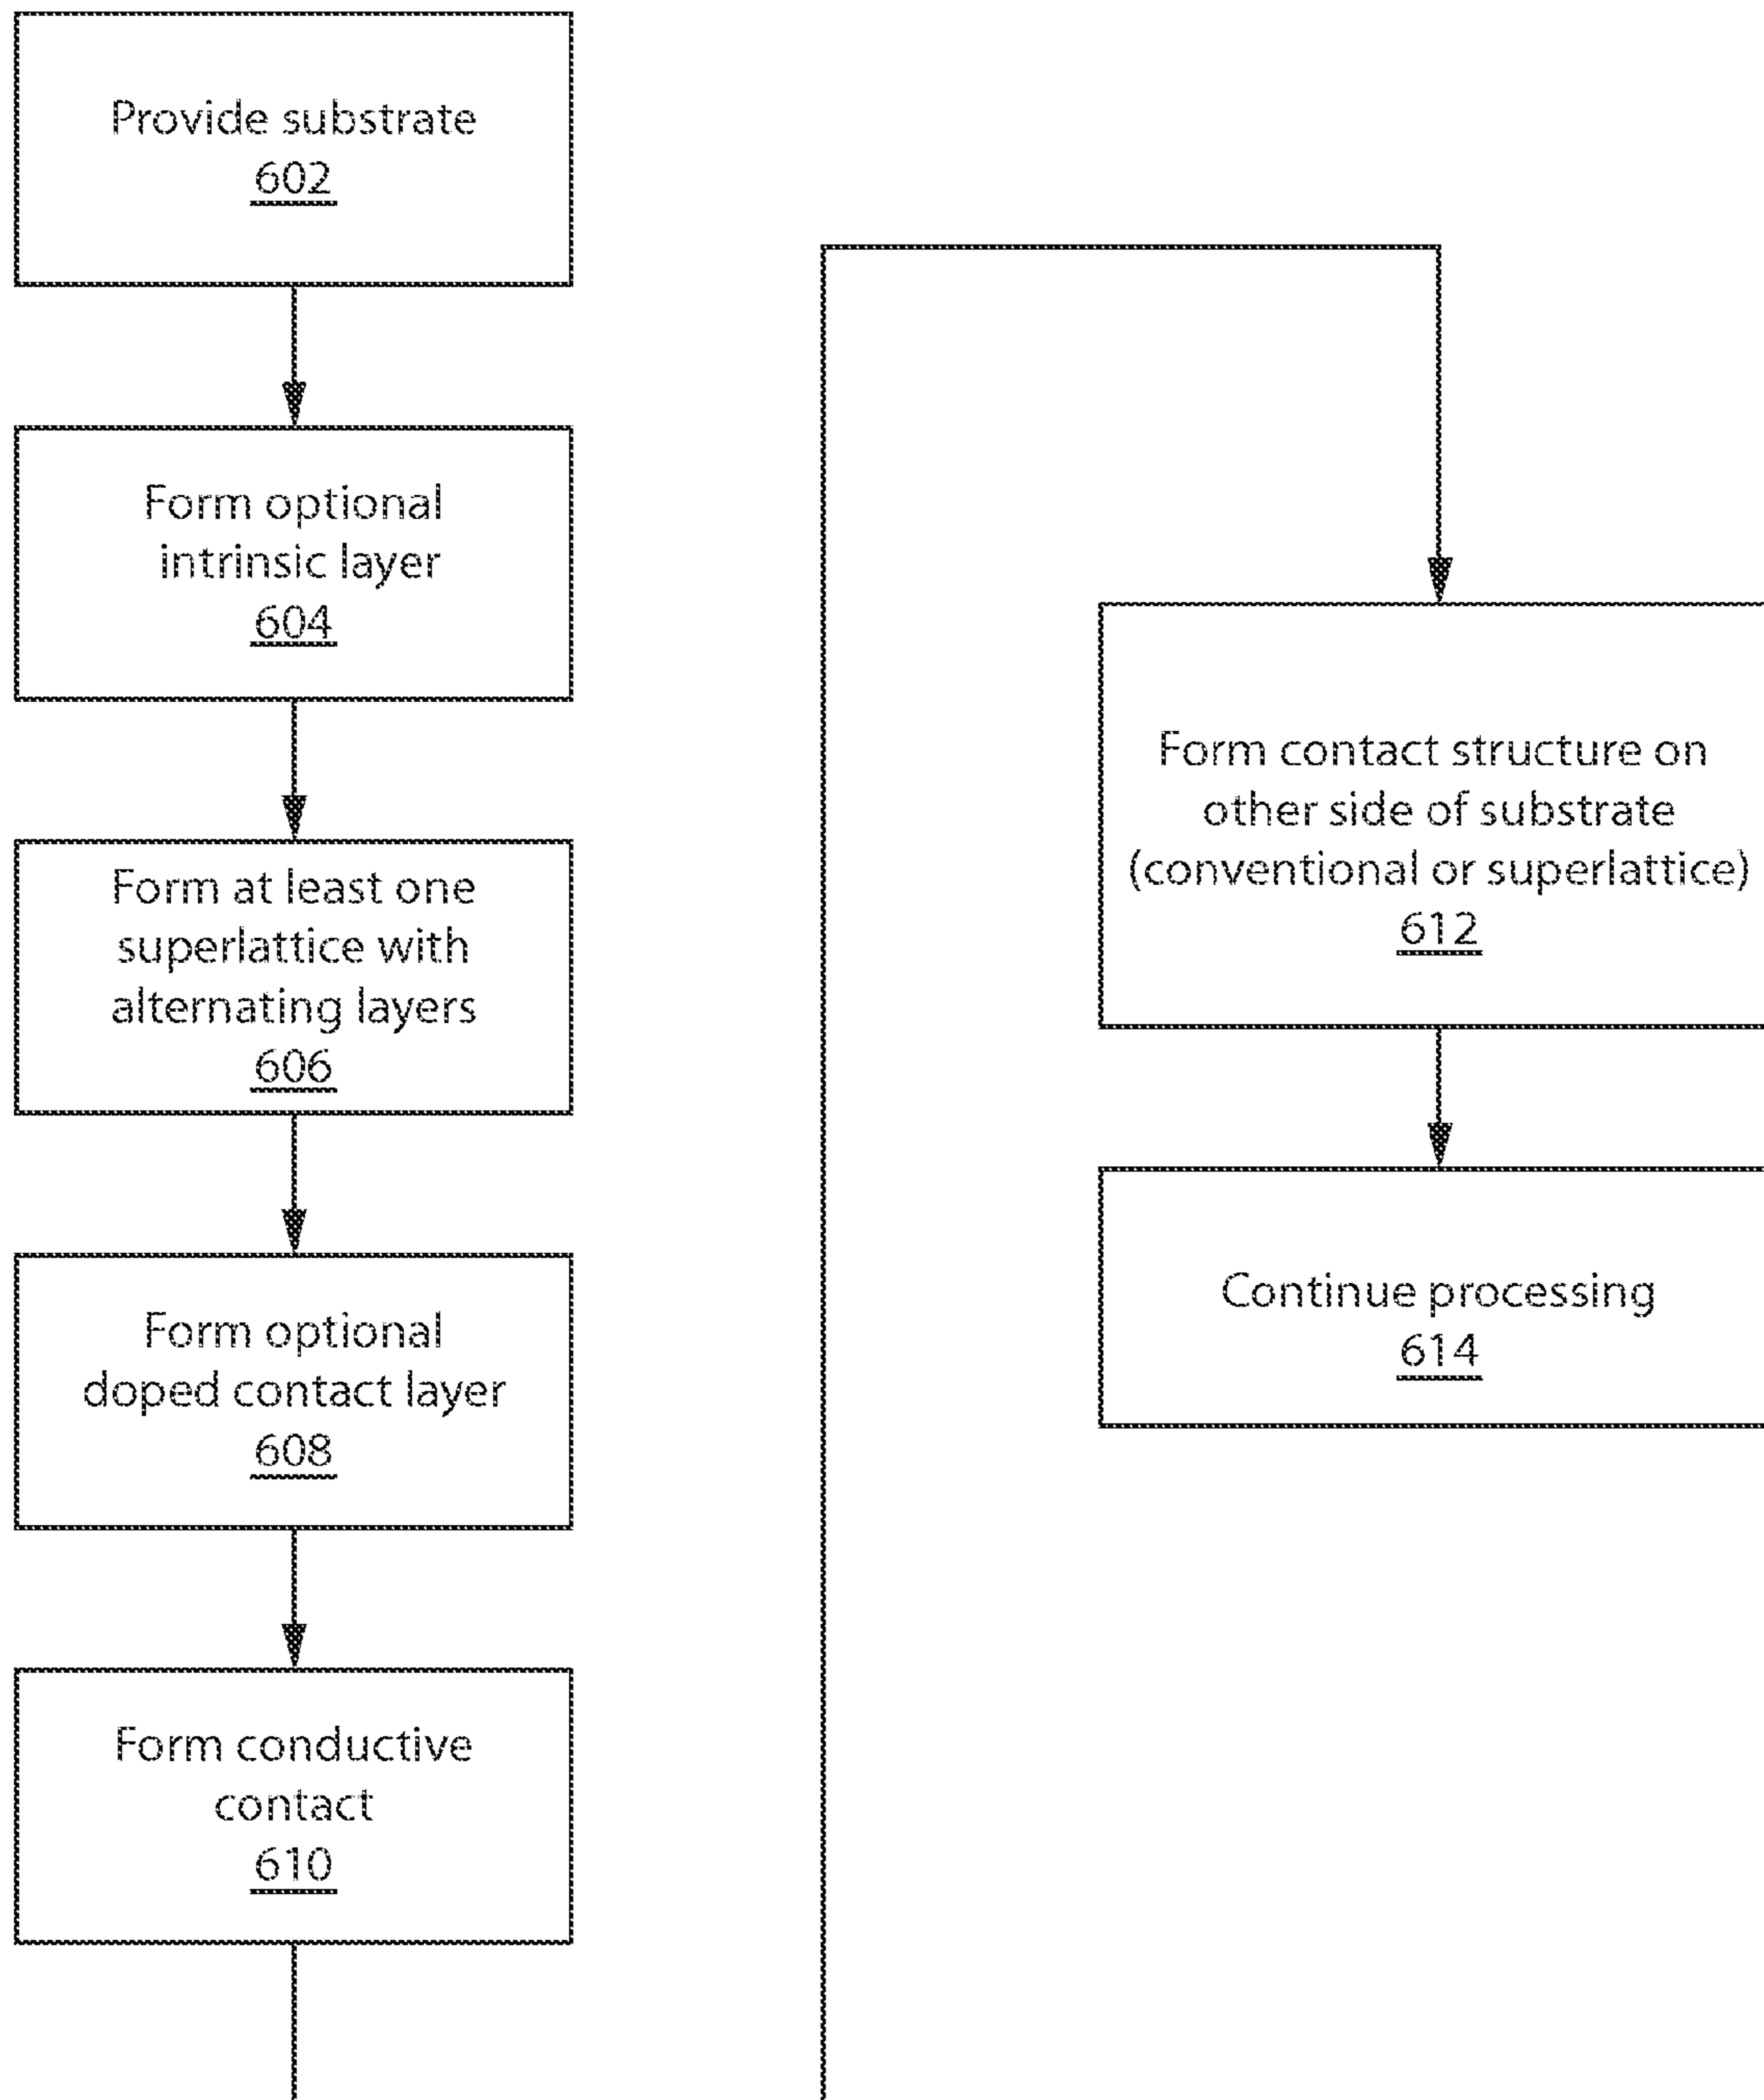 Provide substrate
602
Form optional
intrinsic layer
604
Form at least one
superlattice with
alternating layers
606
Form optional
doped contact layer
608
Form conductive
contact
610
Form contact structure on
other side of substrate
(conventional or superlattice)
612
Continue processing
614